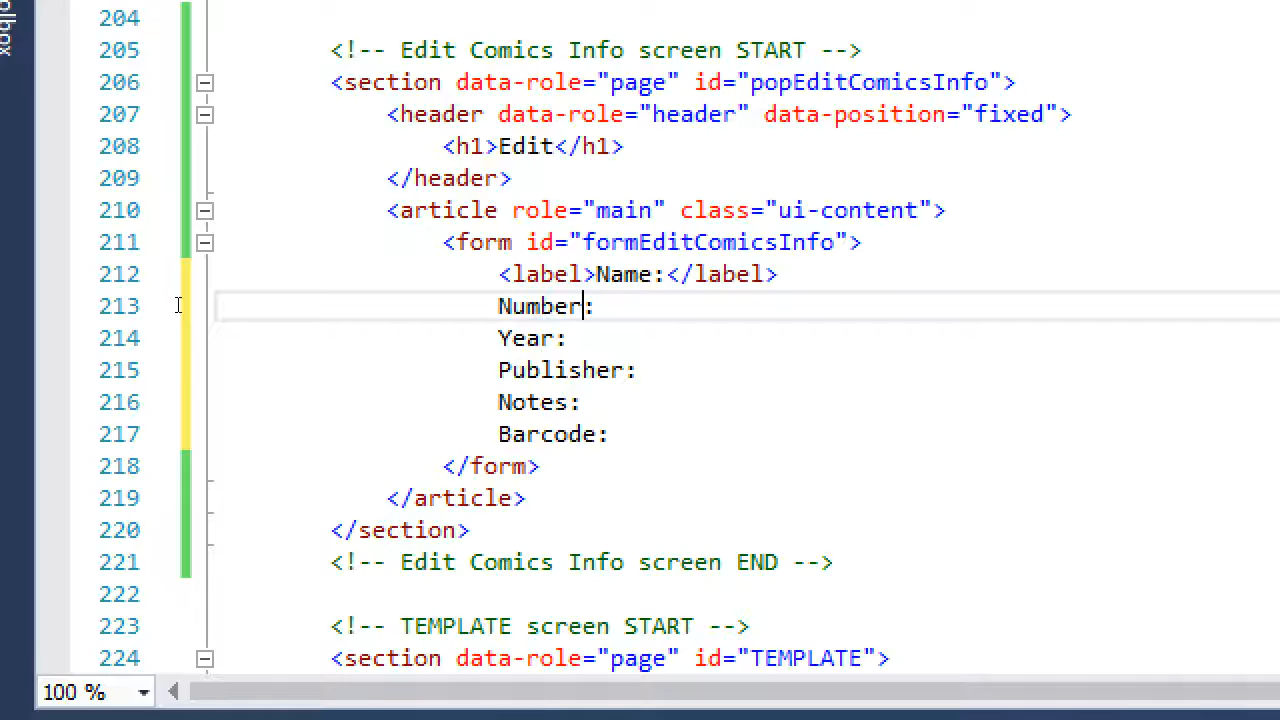 olbox
204
205 <!-- Edit Comics Info screen START -->
206 <section data-role="page" id="popEditComicsInfo">
207 <header data-role="header" data-position="fixed">
208 <h1>Edit</h1>
209 </header>
210 <article role="main" class="ui-content">
211 <form id="formEditComicsInfo">
212 <label>Name:</label>
213 Number:
214 Year:
215 Publisher:
216 Notes:
217 Barcode:
218 </form>
219 </article>
220 </section>
221 <!-- Edit Comics Info screen END -->
222
223 <!-- TEMPLATE screen START -->
224 <section data-role="page" id="TEMPLATE">
100 %